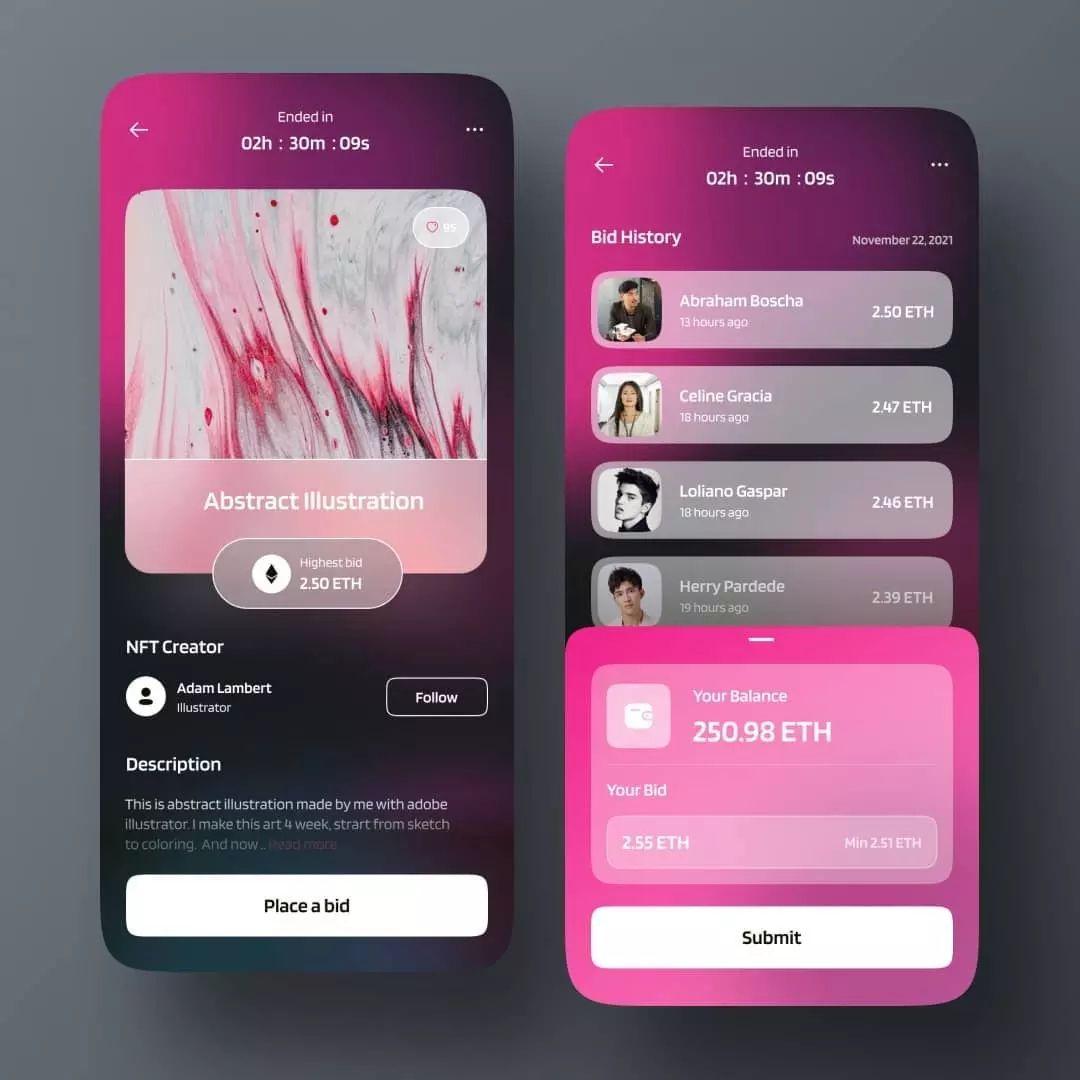 Ended in
02h : 30m : 09s
95
Abstract Illustration
Highest bid
2.50 ETH
NFT Creator
Adam Lambert
Illustrator
Follow
Description
This is abstract illustration made by me with adobe
illustrator. I make this art 4 week, strart from sketch
to coloring. And now .. Read more
Place a bid
Ended in
02h : 30m : 09s
Bid History
November 22, 2021
Abraham Boscha
13 hours ago
2.50 ETH
Celine Gracia
18 hours ago
2.47 ETH
Loliano Gaspar
18 hours ago
2.46 ETH
Herry Pardede
19 hours ago
2.39 ETH
Your Balance
250.98 ETH
Your Bid
2.55 ETH
Min 2.51 ETH
Submit